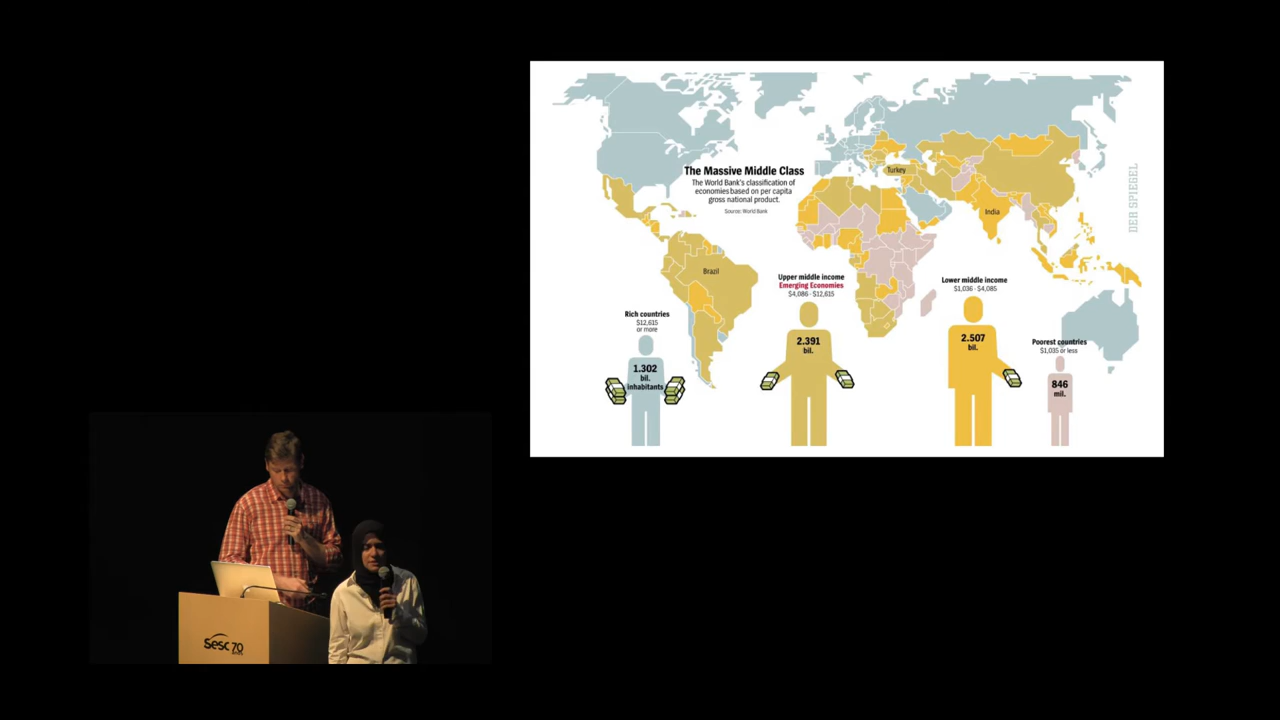 The Massive Middle Class
The World Bank's classification of
economies based on per capita
gross national product.
Source: World Bank
DER SPIEGEL
Turkey
India
Brazil
Rich countries
$12,615
or more
1.302
bil.
inhabitants
Upper middle income
Emerging Economies
$4,086 - $12,615
2.391
bil.
Lower middle income
$1,036 - $4,085
2.507
bil.
Poorest countries
$1,035 or less
846
mil.
Sesc 70